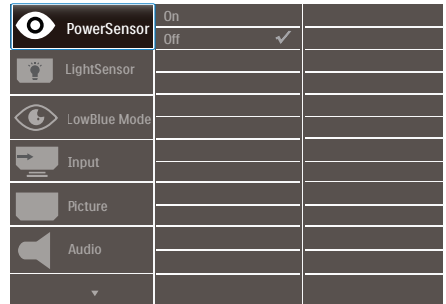 PowerSensor
On
Off
LightSensor
LowBlue Mode
Input
Picture
Audio